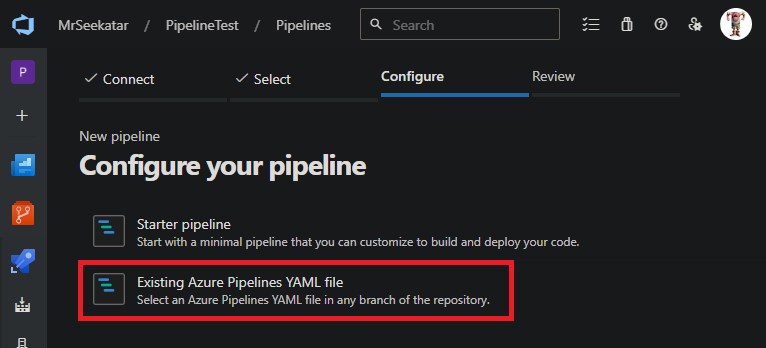 MrSeekatar / PipelineTest / Pipelines
Search
Connect
Select
Configure
Review
P
New pipeline
Configure your pipeline
Starter pipeline
Start with a minimal pipeline that you can customize to build and deploy your code.
Existing Azure Pipelines YAML file
Select an Azure Pipelines YAML file in any branch of the repository.